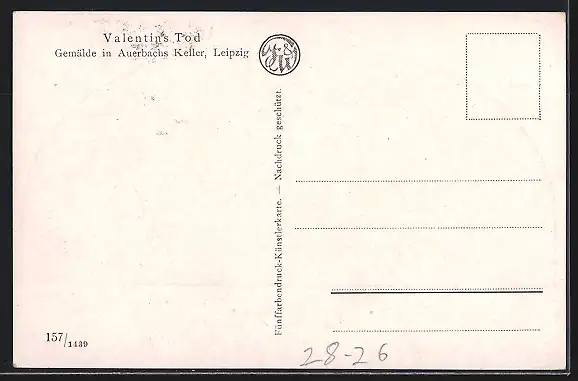 Valentin's Tod
Gemälde in Auerbachs Keller, Leipzig
Fünffarbendruck-Künstlerkarte. — Nachdruck geschützt.
157/1439
28-26